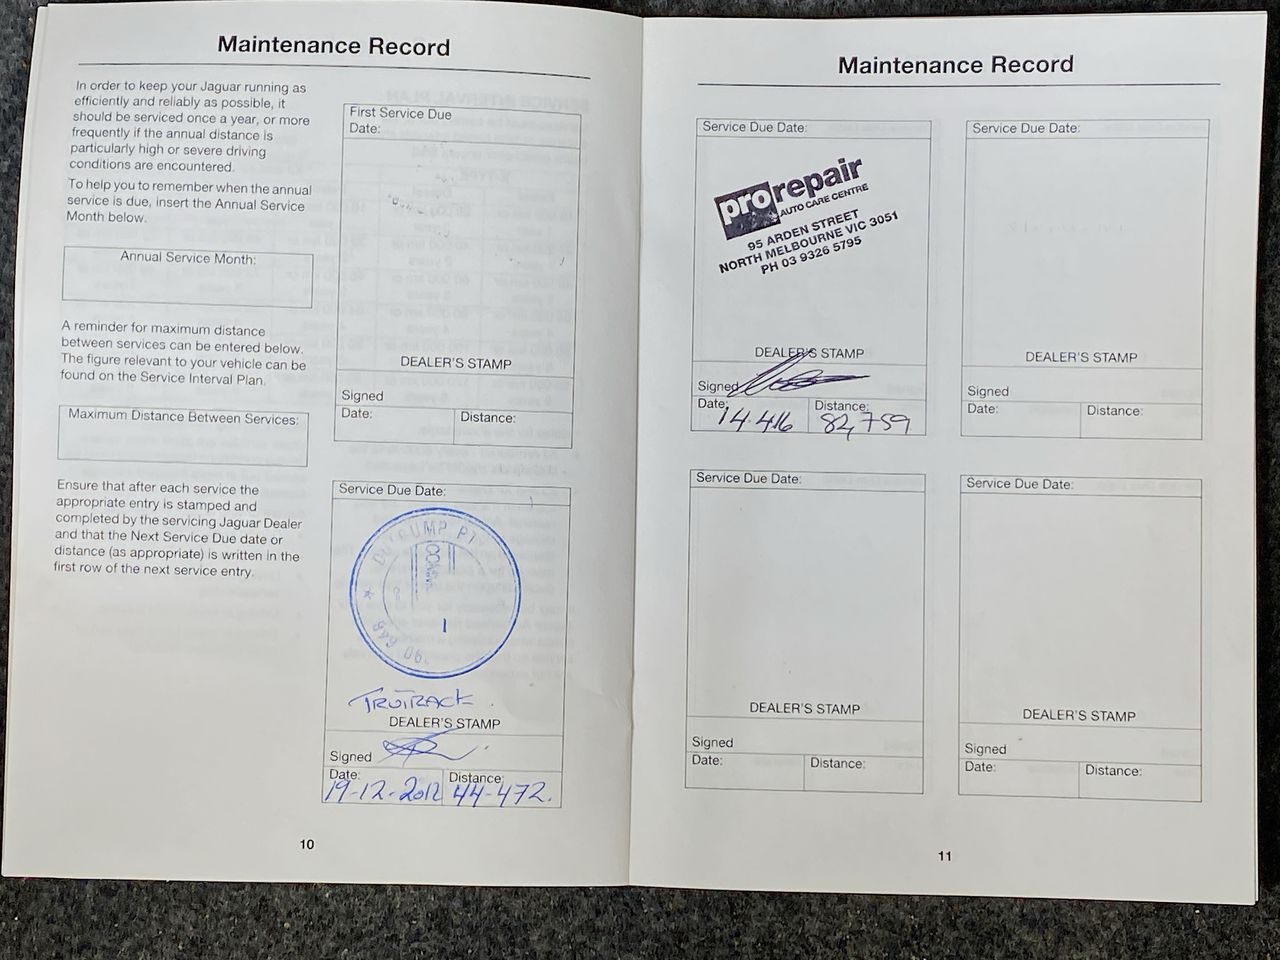 Maintenance Record
In order to keep your Jaguar running as
efficiently and reliably as possible, it
should be serviced once a year, or more
frequently if the annual distance is
particularly high or severe driving
conditions are encountered.
To help you to remember when the annual
service is due, insert the Annual Service
Month below.
Annual Service Month:
A reminder for maximum distance
between services can be entered below.
The figure relevant to your vehicle can be
found on the Service Interval Plan.
Maximum Distance Between Services:
Ensure that after each service the
appropriate entry is stamped and
completed by the servicing Jaguar Dealer
and that the Next Service Due date or
distance (as appropriate) is written in the
first row of the next service entry.
First Service Due
Date:
DEALER'S STAMP
Signed
Date: Distance:
Service Due Date:
PTY
TRUTRACK
DEALER'S STAMP
Signed
Date: Distance:
19-12-2012 44-472.
10
Maintenance Record
Service Due Date:
prorepair
AUTO CARE CENTRE
95 ARDEN STREET
NORTH MELBOURNE VIC 3051
PH 03 9326 5795
DEALER'S STAMP
Signed
Date: Distance:
14.4.16 82,759
Service Due Date:
DEALER'S STAMP
Signed
Date: Distance:
Service Due Date:
DEALER'S STAMP
Signed
Date: Distance:
Service Due Date:
DEALER'S STAMP
Signed
Date: Distance:
11